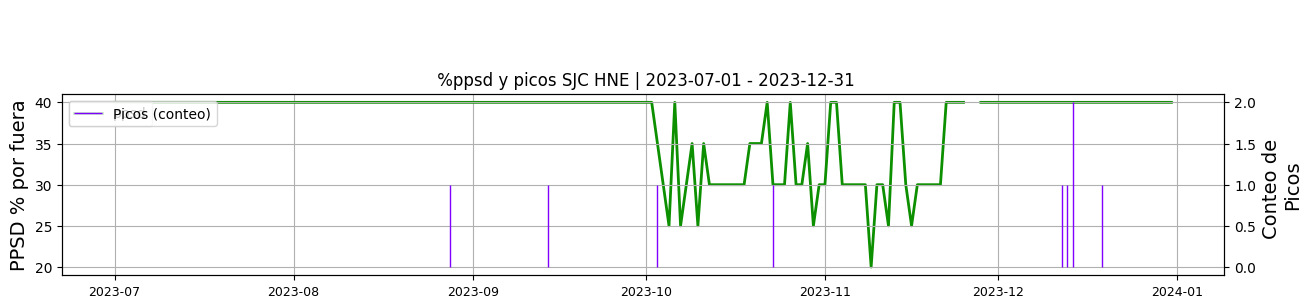 %ppsd y picos SJC HNE | 2023-07-01 - 2023-12-31
PPSD % por fuera
40
35
30
25
20
Picos (conteo)
2.0
1.5
1.0
0.5
0.0
Conteo de
Picos
2023-07 2023-08 2023-09 2023-10 2023-11 2023-12 2024-01